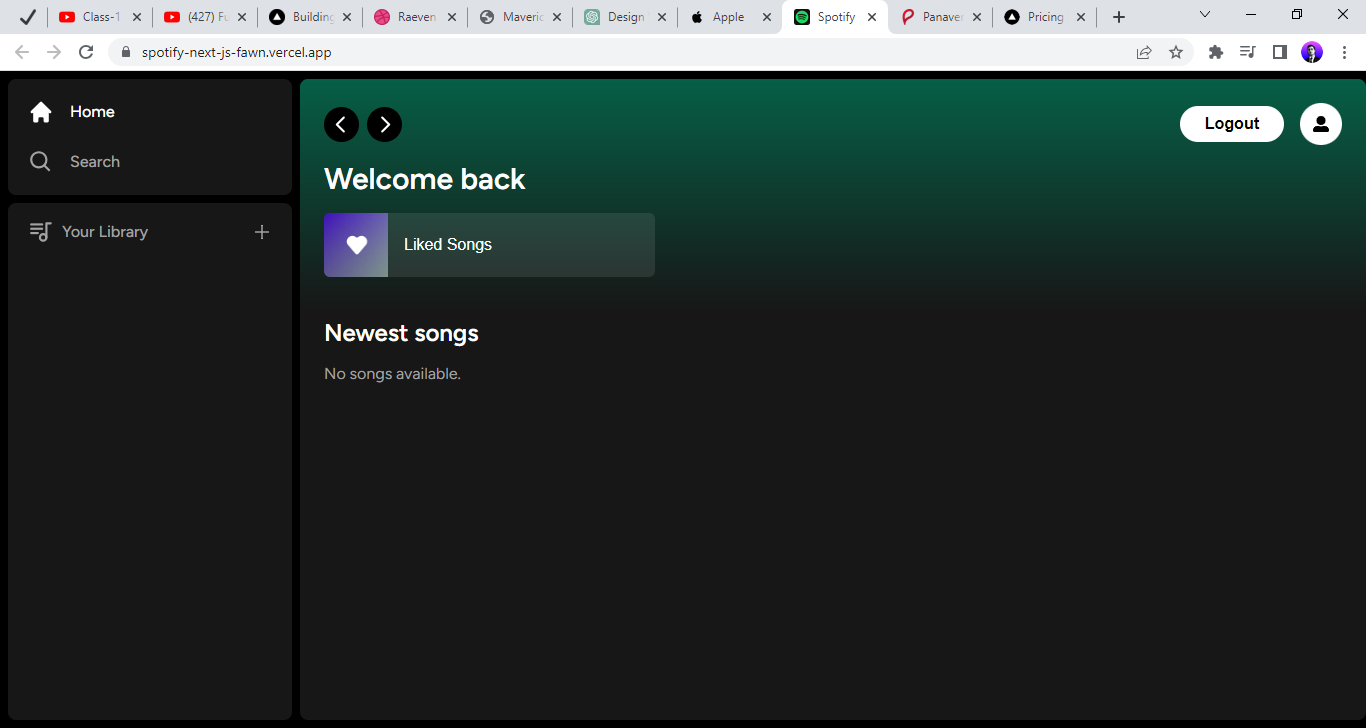 Class-1
(427) Fu
Building
Raeven
Maveric
Design
Apple
Spotify
Panaver
Pricing
spotify-next-js-fawn.vercel.app
Home
Search
Your Library
Logout
Welcome back
Liked Songs
Newest songs
No songs available.